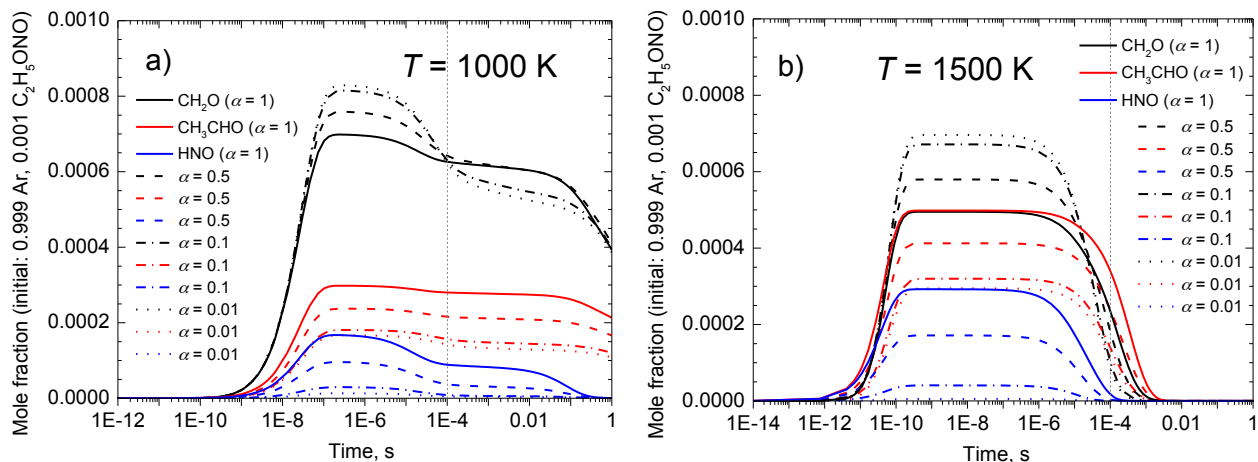 Mole fraction (initial: 0.999 Ar, 0.001 C₂H₅ONO)
0.0010
0.0008
0.0006
0.0004
0.0002
0.0000
a)
T = 1000 K
CH₂O (α = 1)
CH₃CHO (α = 1)
HNO (α = 1)
α = 0.5
α = 0.5
α = 0.5
α = 0.1
α = 0.1
α = 0.1
α = 0.01
α = 0.01
α = 0.01
1E-12 1E-10 1E-8 1E-6 1E-4 0.01 1
Time, s
Mole fraction (initial: 0.999 Ar, 0.001 C₂H₅ONO)
0.0010
0.0008
0.0006
0.0004
0.0002
0.0000
b)
T = 1500 K
CH₂O (α = 1)
CH₃CHO (α = 1)
HNO (α = 1)
α = 0.5
α = 0.5
α = 0.5
α = 0.1
α = 0.1
α = 0.1
α = 0.01
α = 0.01
α = 0.01
1E-14 1E-12 1E-10 1E-8 1E-6 1E-4 0.01 1
Time, s